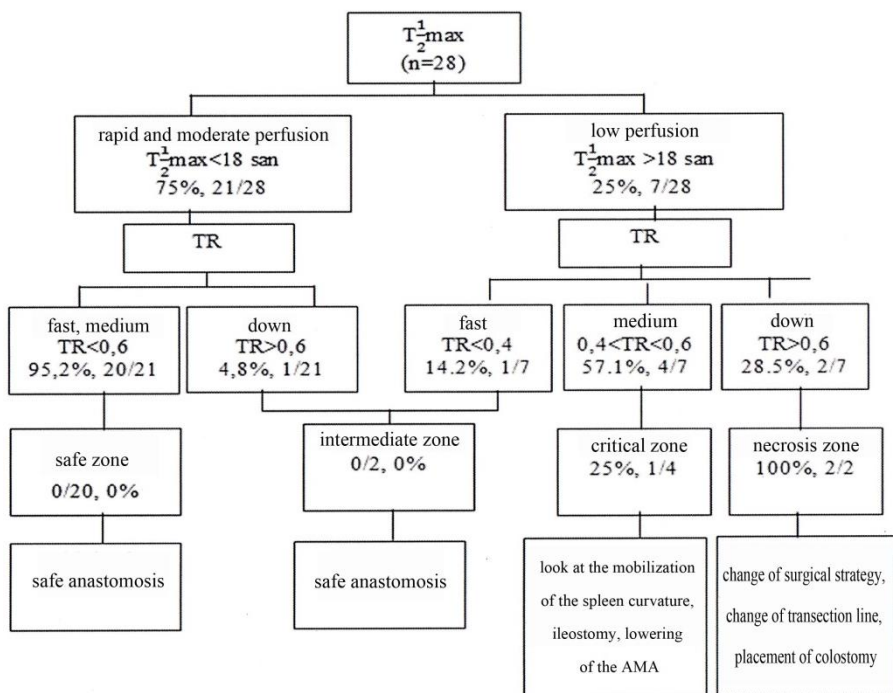 T½max
(n=28)
rapid and moderate perfusion
T½max<18 san
75%, 21/28
low perfusion
T½max >18 san
25%, 7/28
TR
TR
fast, medium
TR<0,6
95,2%, 20/21
down
TR>0,6
4,8%, 1/21
fast
TR<0,4
14.2%, 1/7
medium
0,4<TR<0,6
57.1%, 4/7
down
TR>0,6
28.5%, 2/7
safe zone
0/20, 0%
intermediate zone
0/2, 0%
critical zone
25%, 1/4
necrosis zone
100%, 2/2
safe anastomosis
safe anastomosis
look at the mobilization
of the spleen curvature,
ileostomy, lowering
of the AMA
change of surgical strategy,
change of transection line,
placement of colostomy